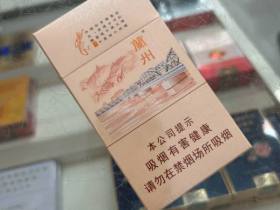 蘭州
本公司提示
吸烟有害健康
请勿在禁烟场所吸烟